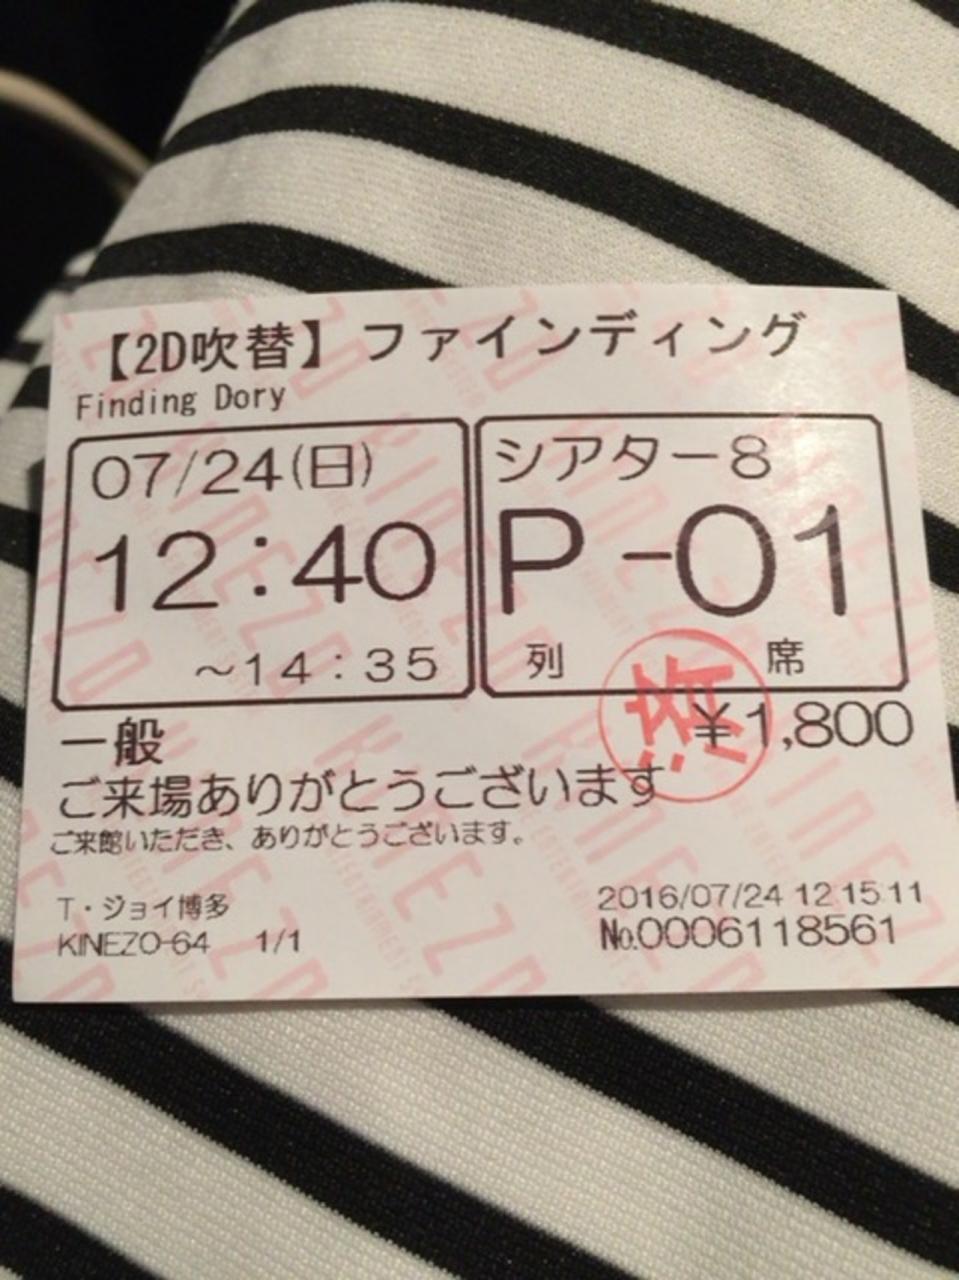 【2D吹替】ファインディング
Finding Dory
07/24(日)
12:40
~14:35
シアター8
P-01
列 席
済
一般 ¥1,800
ご来場ありがとうございます
ご来館いただき、ありがとうございます。
T・ジョイ博多
KINEZO-64 1/1
2016/07/24 12:15:11
No.0006118561